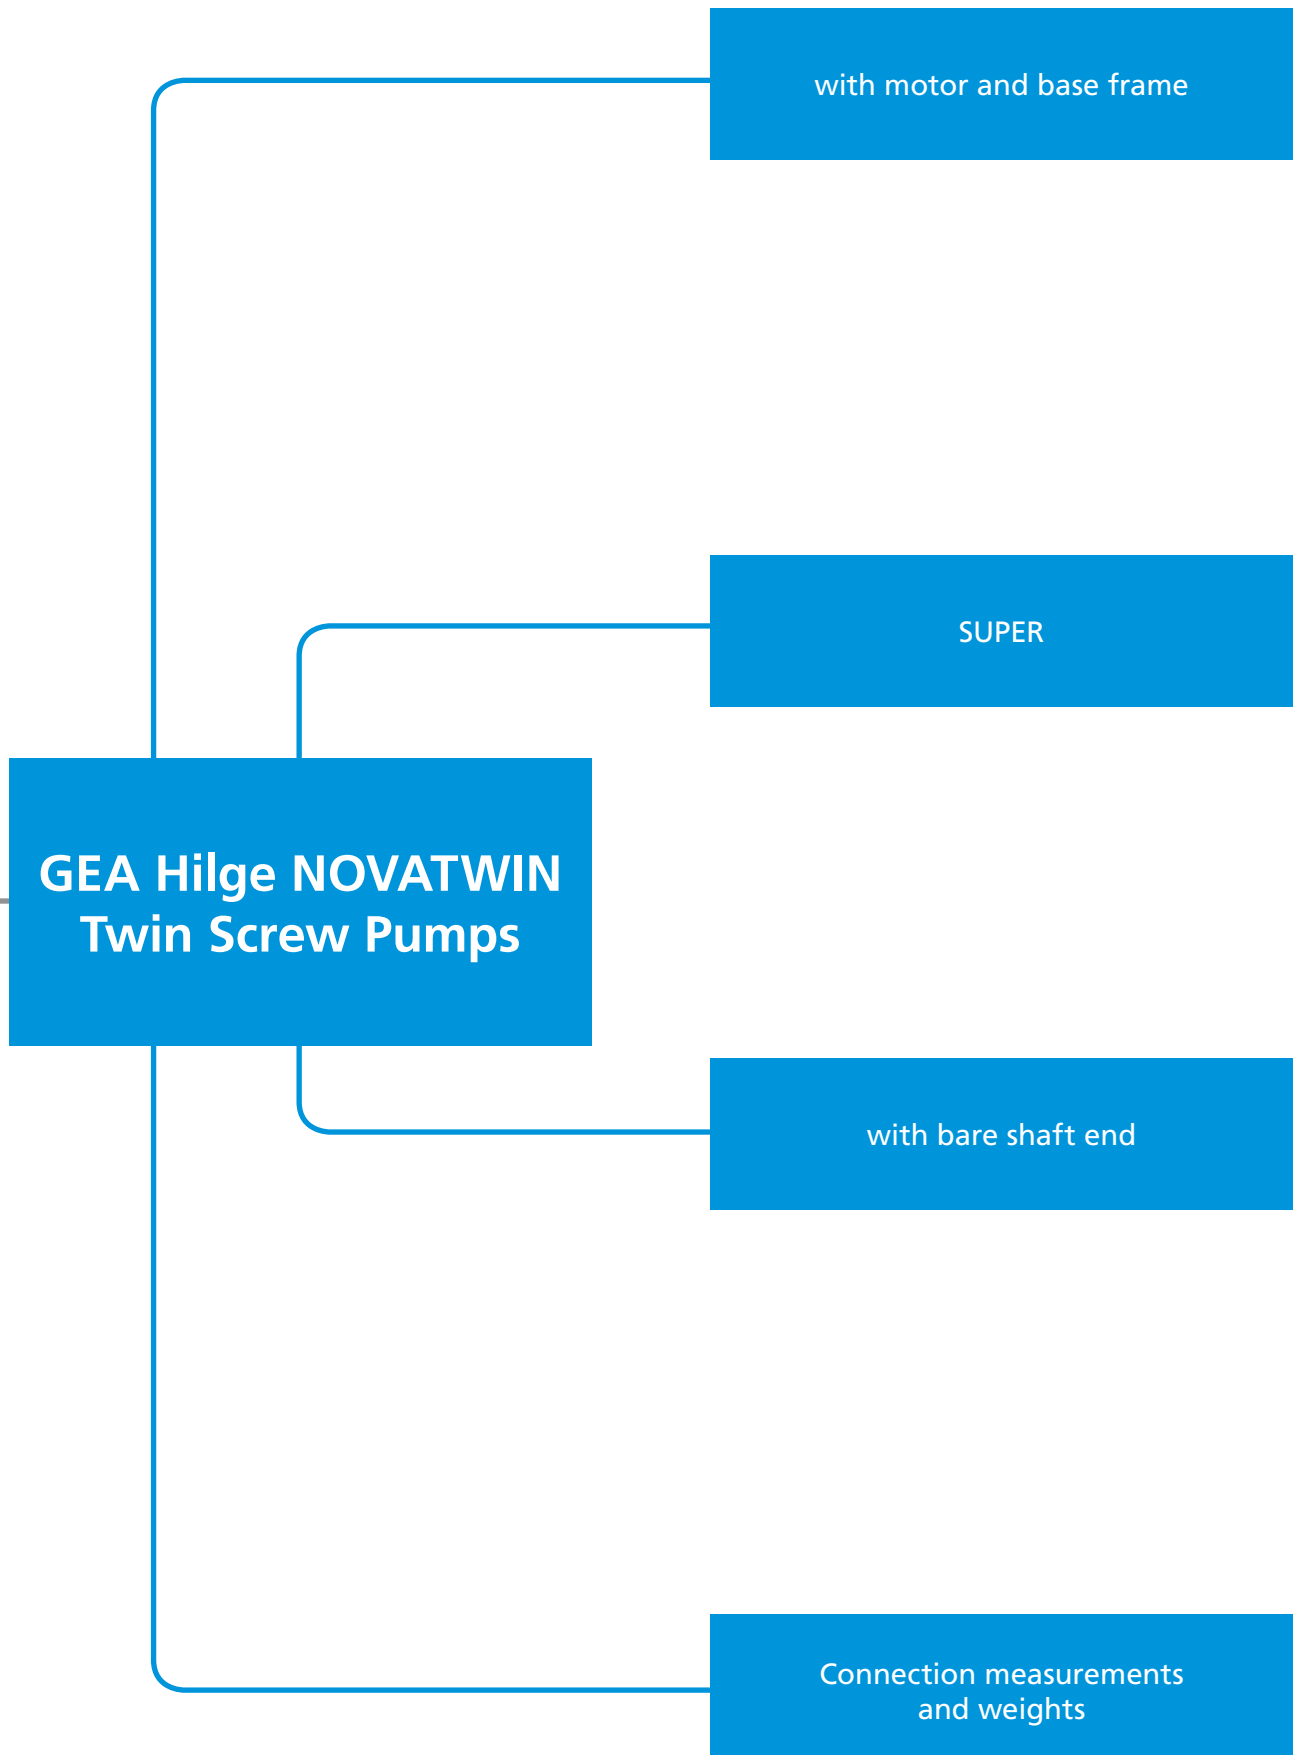 with motor and base frame
SUPER
GEA Hilge NOVATWIN
Twin Screw Pumps
with bare shaft end
Connection measurements
and weights